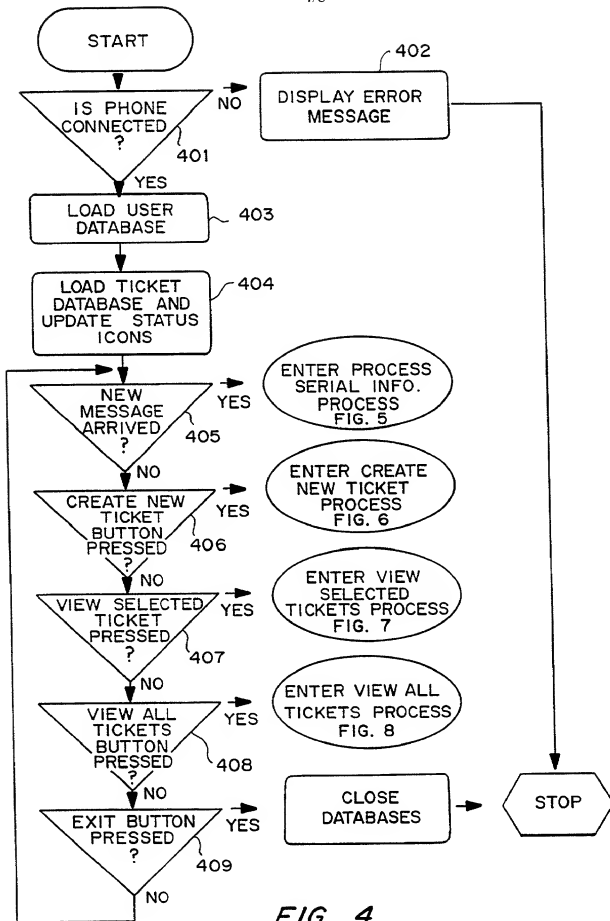 START
402
IS PHONE
CONNECTED
?
NO
DISPLAY ERROR
MESSAGE
401
YES
LOAD USER
DATABASE
403
LOAD TICKET
DATABASE AND
UPDATE STATUS
ICONS
404
NEW
MESSAGE
ARRIVED
?
YES
405
NO
ENTER PROCESS
SERIAL INFO.
PROCESS
FIG. 5
CREATE NEW
TICKET
BUTTON
PRESSED
?
YES
406
NO
ENTER CREATE
NEW TICKET
PROCESS
FIG. 6
VIEW SELECTED
TICKET
PRESSED
?
YES
407
NO
ENTER VIEW
SELECTED
TICKETS PROCESS
FIG. 7
VIEW ALL
TICKETS
BUTTON
PRESSED
?
YES
408
NO
ENTER VIEW ALL
TICKETS PROCESS
FIG. 8
EXIT BUTTON
PRESSED
?
YES
409
NO
CLOSE
DATABASES
STOP
FIG. 4